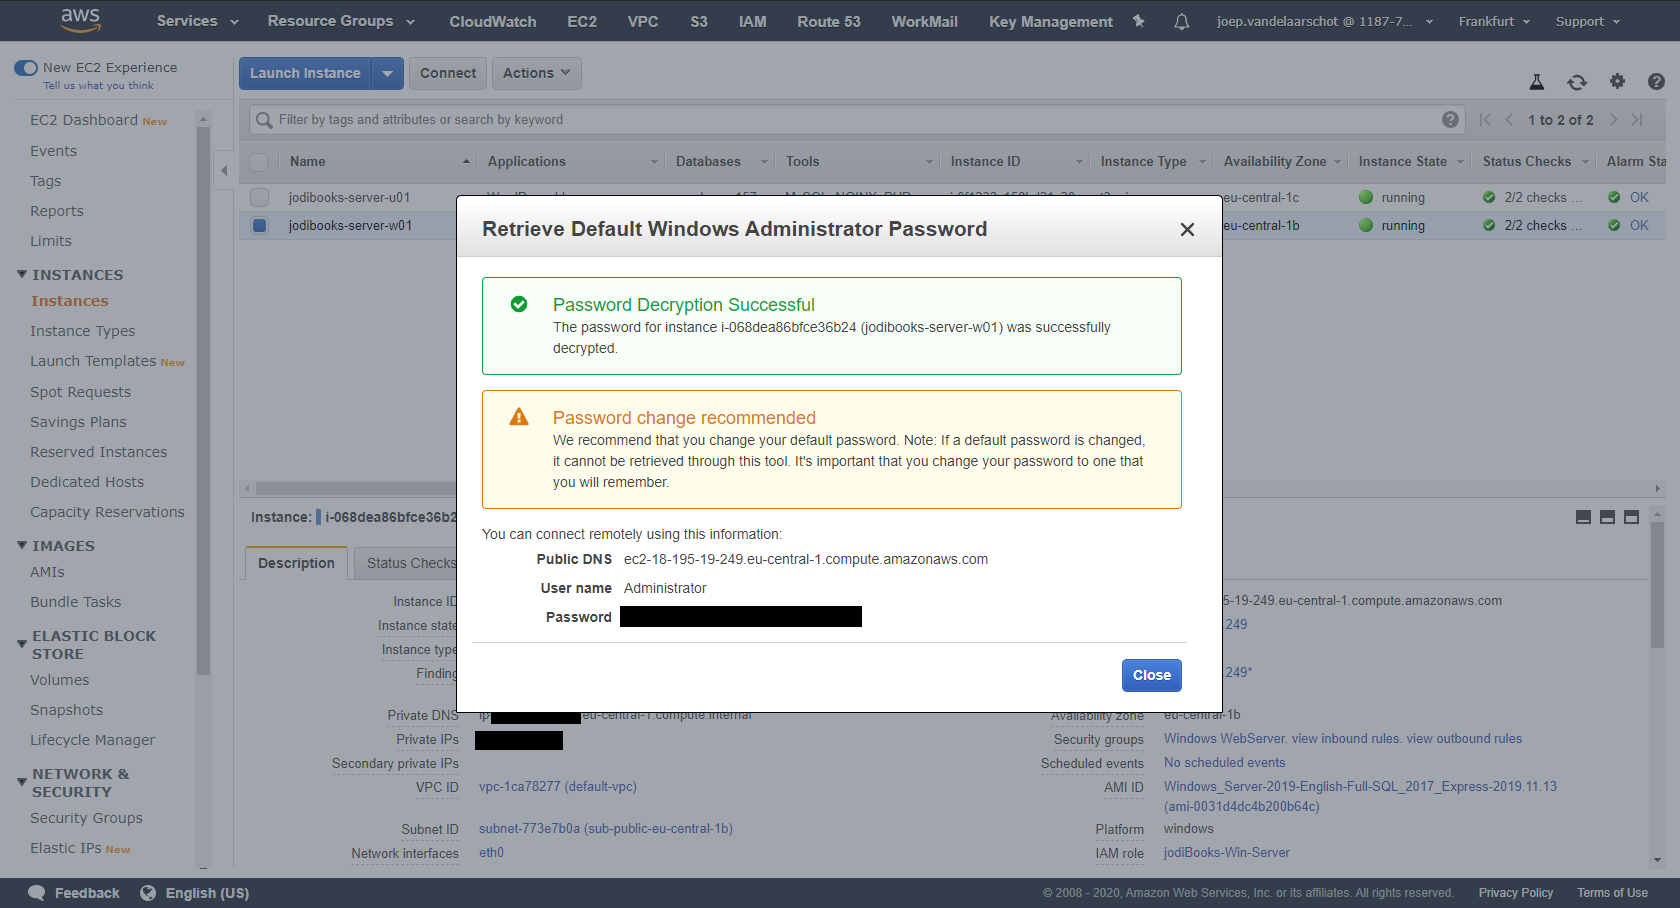 aws
Services
Resource Groups
CloudWatch
EC2
VPC
S3
IAM
Route 53
WorkMail
Key Management
joep.vandelaarschot @ 1187-7...
Frankfurt
Support
New EC2 Experience
Tell us what you think
Launch Instance
Connect
Actions
EC2 Dashboard New
Events
Tags
Reports
Limits
INSTANCES
Instances
Instance Types
Launch Templates New
Spot Requests
Savings Plans
Reserved Instances
Dedicated Hosts
Capacity Reservations
IMAGES
AMIs
Bundle Tasks
ELASTIC BLOCK
STORE
Volumes
Snapshots
Lifecycle Manager
NETWORK &
SECURITY
Security Groups
Elastic IPs New
Filter by tags and attributes or search by keyword
1 to 2 of 2
Name Applications Databases Tools Instance ID Instance Type Availability Zone Instance State Status Checks Alarm Sta
jodibooks-server-u01 eu-central-1c running 2/2 checks ... OK
jodibooks-server-w01 eu-central-1b running 2/2 checks ... OK
Retrieve Default Windows Administrator Password
Password Decryption Successful
The password for instance i-068dea86bfce36b24 (jodibooks-server-w01) was successfully
decrypted.
Password change recommended
We recommend that you change your default password. Note: If a default password is changed,
it cannot be retrieved through this tool. It's important that you change your password to one that
you will remember.
You can connect remotely using this information:
Public DNS ec2-18-195-19-249.eu-central-1.compute.amazonaws.com
User name Administrator
Password
Close
Instance: i-068dea86bfce36b2
Description
Status Checks
Instance ID
Instance state
Instance type
Finding
Private DNS ip- eu-central-1.compute.internal
Private IPs
Secondary private IPs
VPC ID vpc-1ca78277 (default-vpc)
Subnet ID subnet-773e7b0a (sub-public-eu-central-1b)
Network interfaces eth0
5-19-249.eu-central-1.compute.amazonaws.com
.249
.249*
Availability zone eu-central-1b
Security groups Windows WebServer. view inbound rules. view outbound rules
Scheduled events No scheduled events
AMI ID Windows_Server-2019-English-Full-SQL_2017_Express-2019.11.13
(ami-0031d4dc4b200b64c)
Platform windows
IAM role jodiBooks-Win-Server
Feedback
English (US)
© 2008 - 2020, Amazon Web Services, Inc. or its affiliates. All rights reserved.
Privacy Policy
Terms of Use